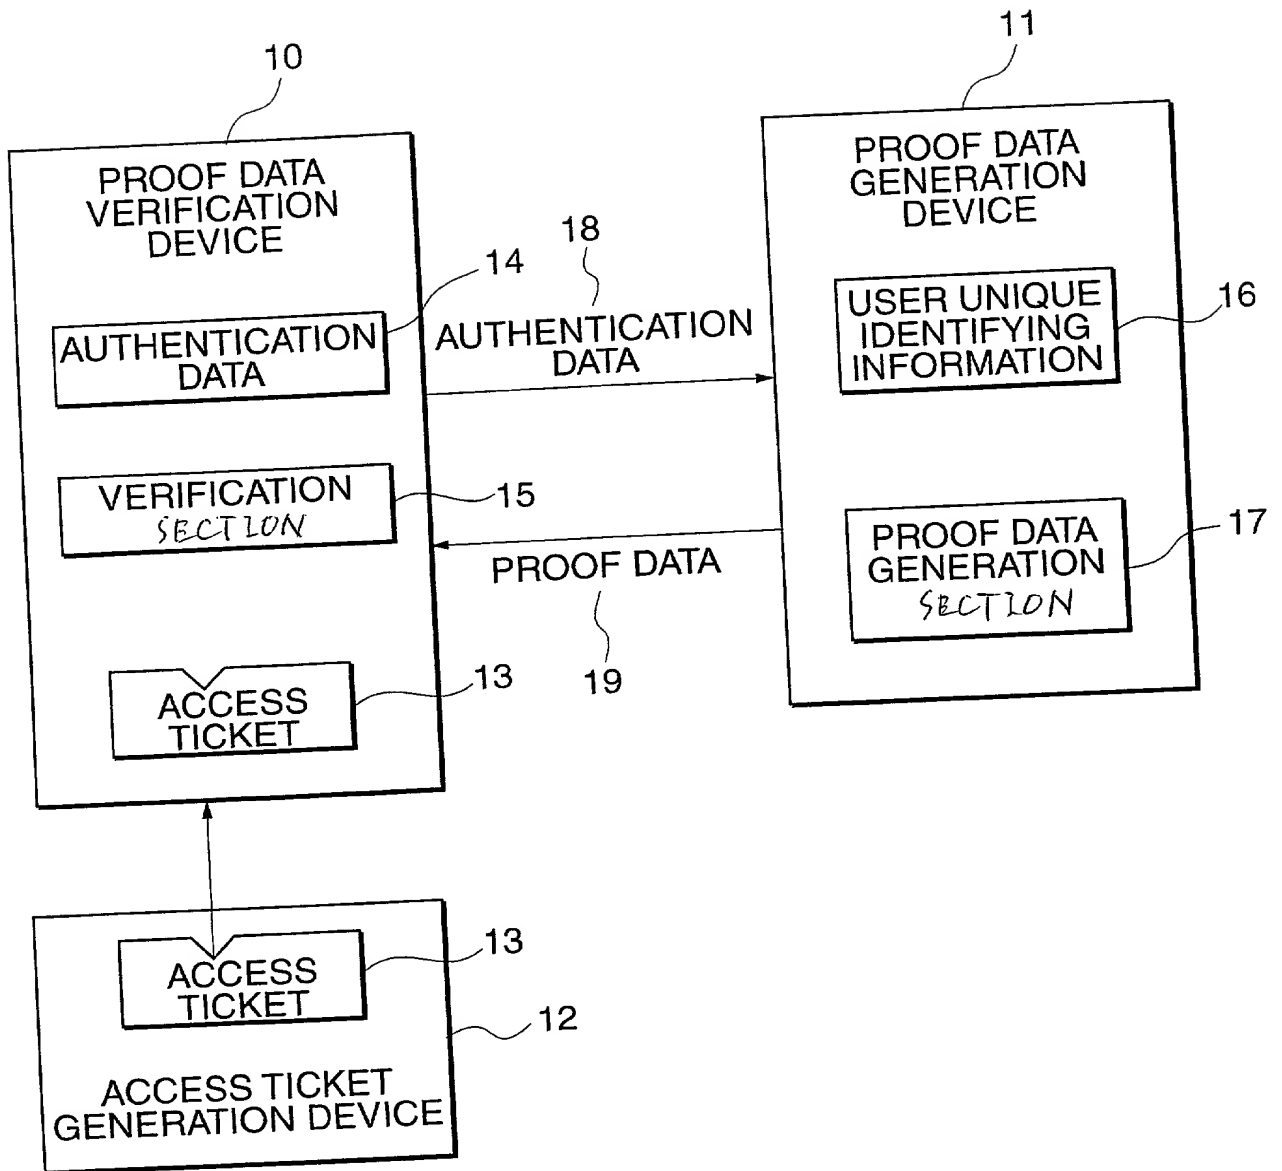 10
PROOF DATA
VERIFICATION
DEVICE
14
AUTHENTICATION
DATA
VERIFICATION
SECTION
15
ACCESS
TICKET
13
18
AUTHENTICATION
DATA
PROOF DATA
19
11
PROOF DATA
GENERATION
DEVICE
USER UNIQUE
IDENTIFYING
INFORMATION
16
PROOF DATA
GENERATION
SECTION
17
ACCESS
TICKET
13
12
ACCESS TICKET
GENERATION DEVICE